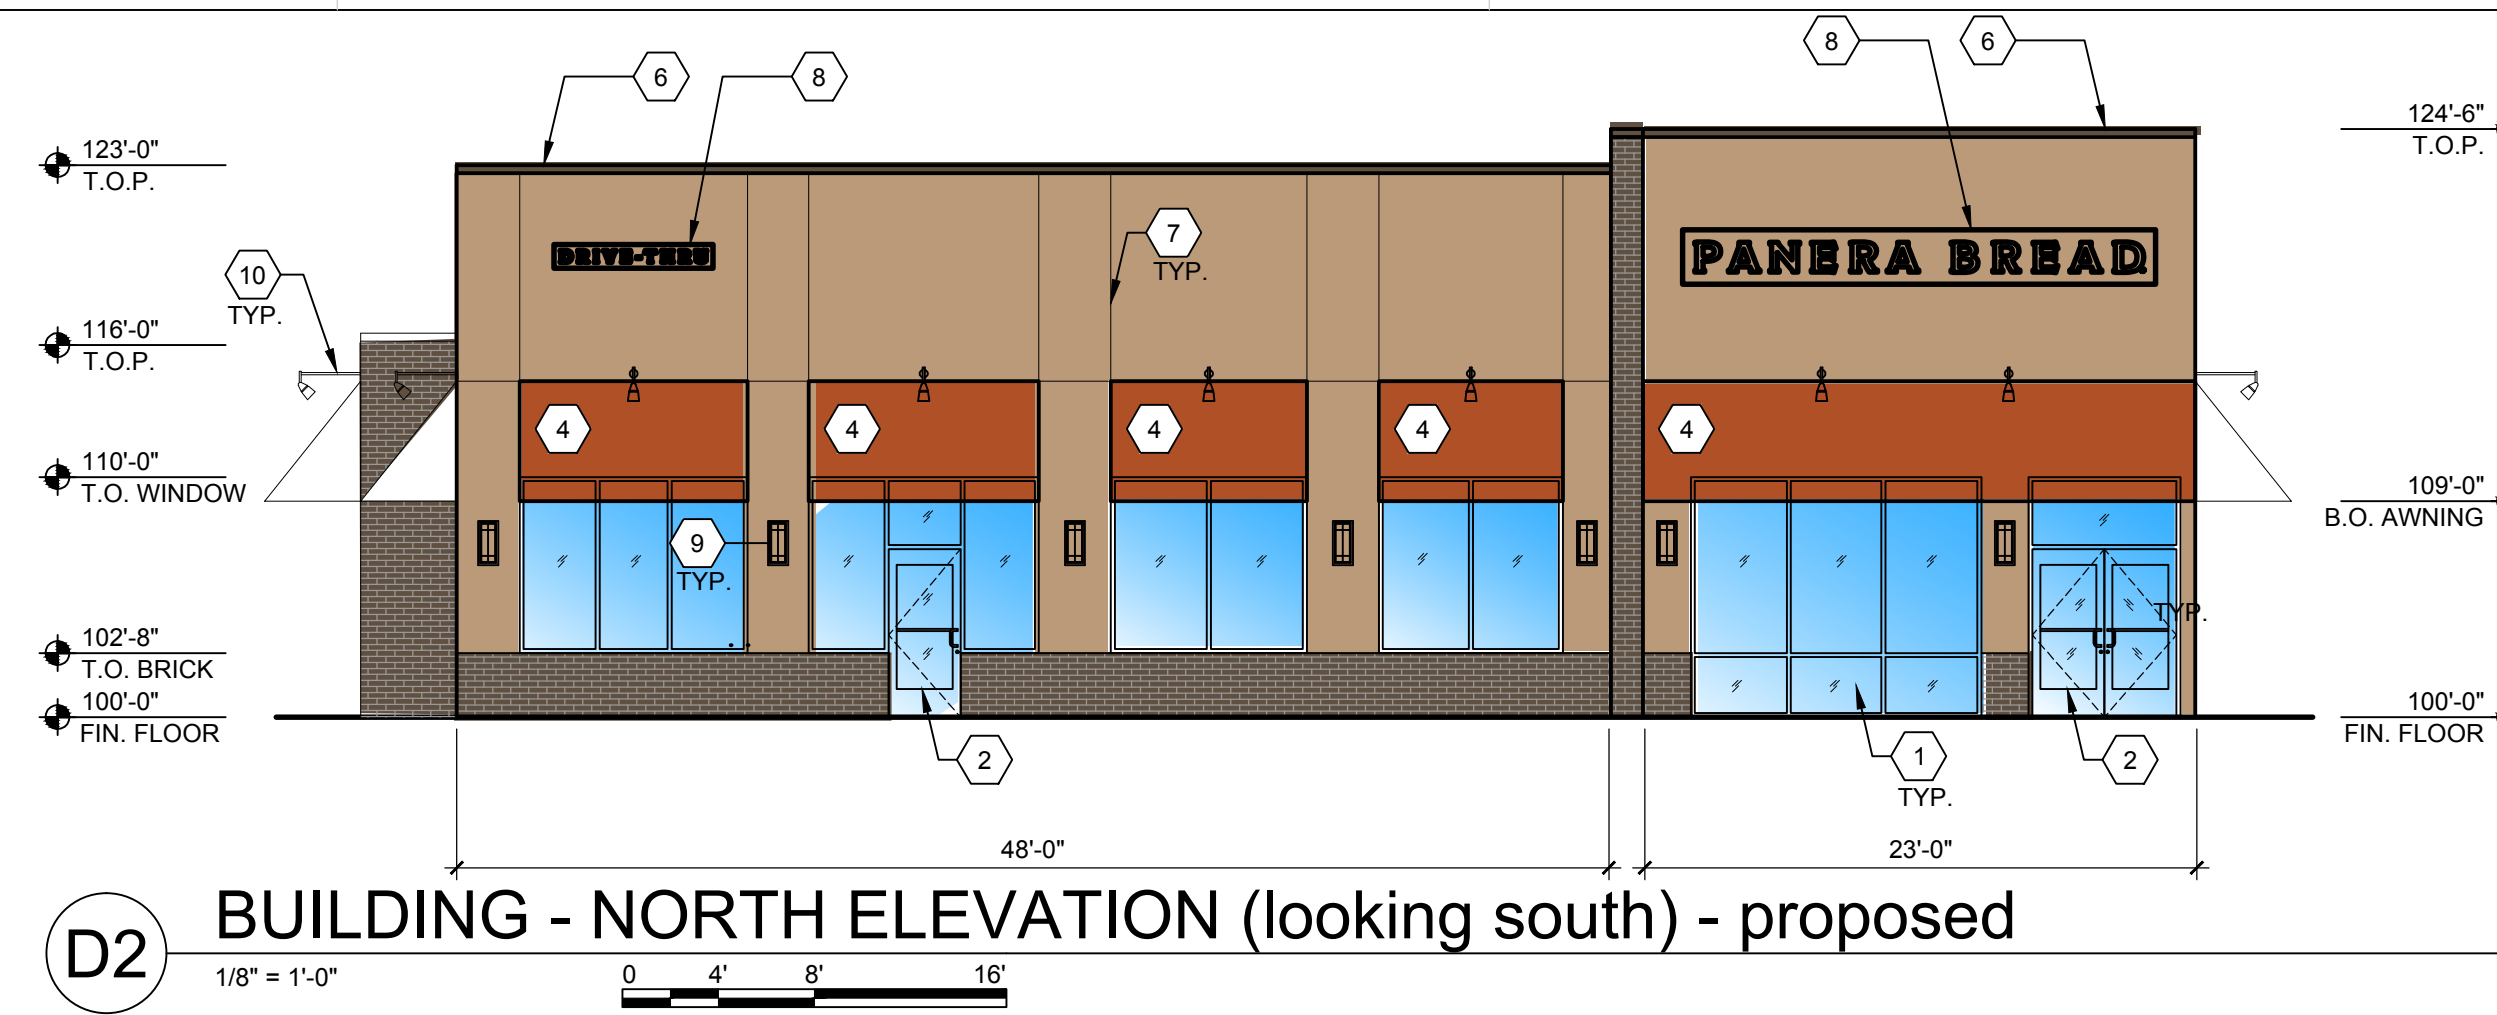 6
8
8
6
123'-0"
T.O.P.
124'-6"
T.O.P.
DRIVE-THRU
7
TYP.
PANERA BREAD
10
TYP.
116'-0"
T.O.P.
4
4
4
4
4
110'-0"
T.O. WINDOW
109'-0"
B.O. AWNING
9
TYP.
TYP.
102'-8"
T.O. BRICK
100'-0"
FIN. FLOOR
100'-0"
FIN. FLOOR
2
1
TYP.
2
48'-0"
23'-0"
D2
BUILDING - NORTH ELEVATION (looking south) - proposed
1/8" = 1'-0"
0 4' 8' 16'